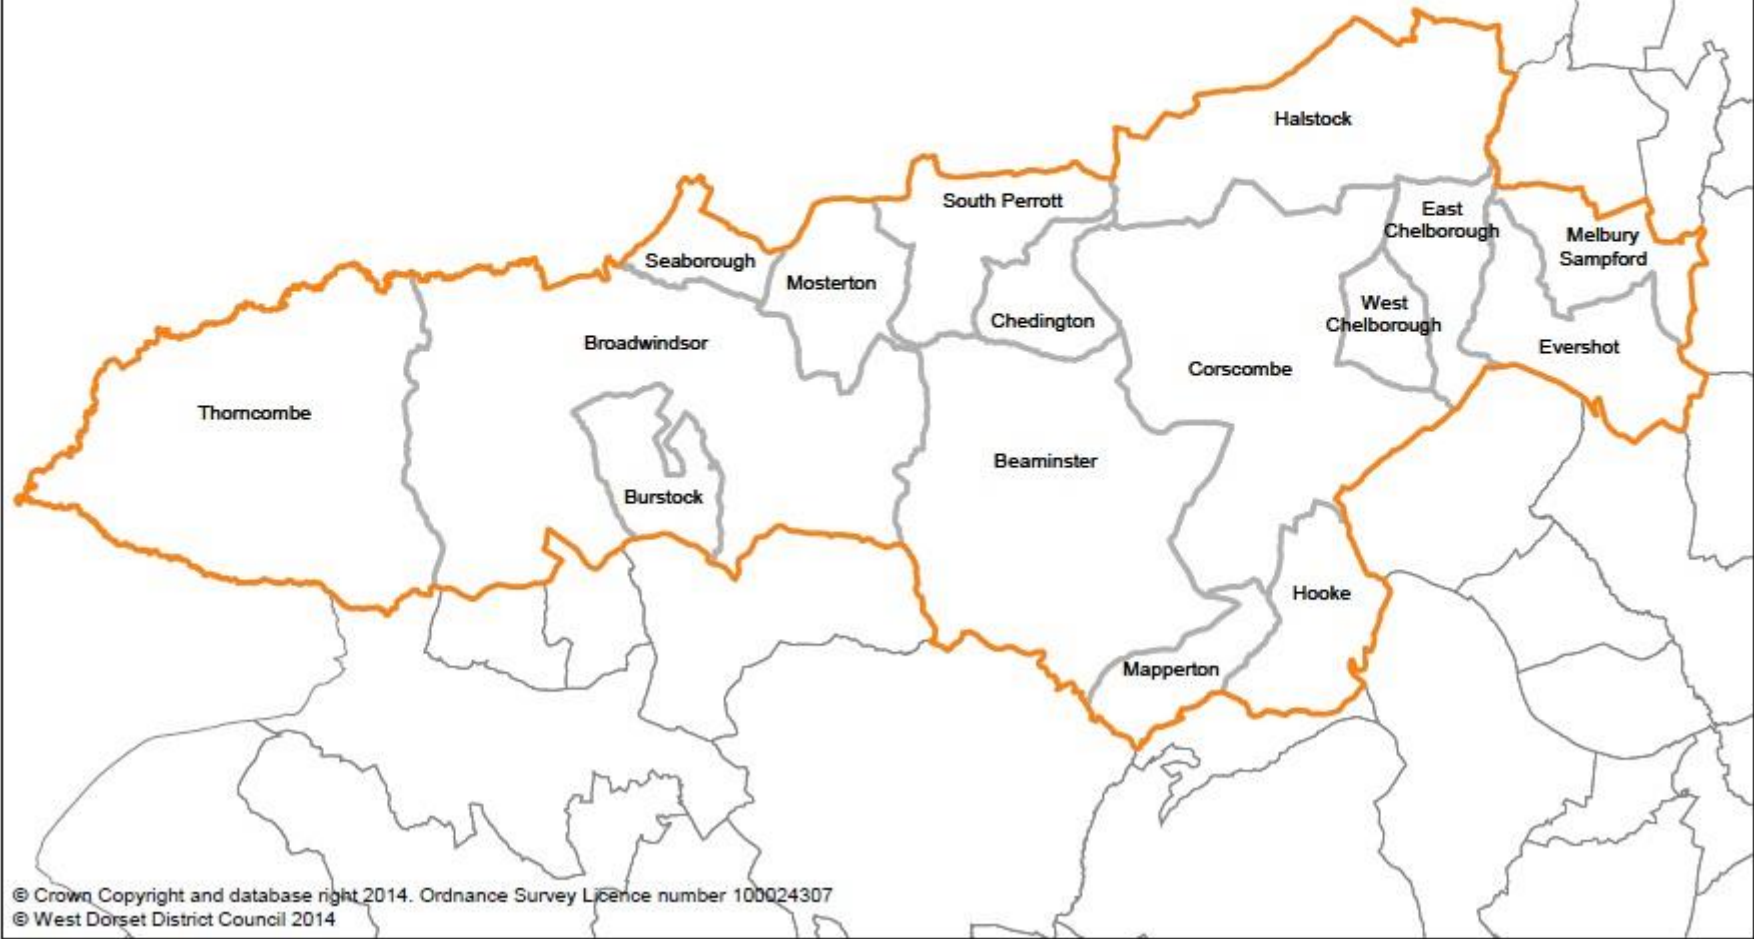 Halstock
South Perrott
East
Chelborough
Melbury
Sampford
Seaborough
Mosterton
West
Chelborough
Chedington
Broadwindsor
Evershot
Corscombe
Thorncombe
Beaminster
Burstock
Hooke
Mapperton
© Crown Copyright and database right 2014. Ordnance Survey Licence number 100024307
© West Dorset District Council 2014